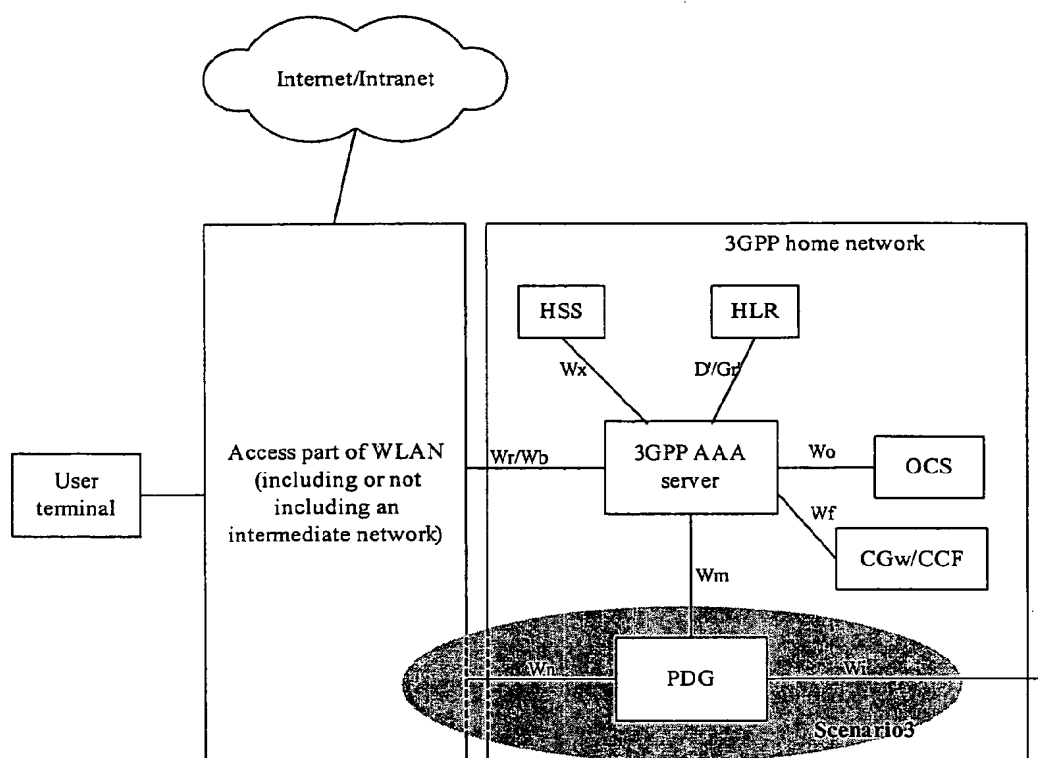 Internet/Intranet
3GPP home network
HSS
HLR
Wx
D'/Gr'
Access part of WLAN
(including or not
including an
intermediate network)
Wr/Wb
3GPP AAA
server
Wo
OCS
User
terminal
Wf
CGw/CCF
Wm
Wn
PDG
Wi
Scenario3